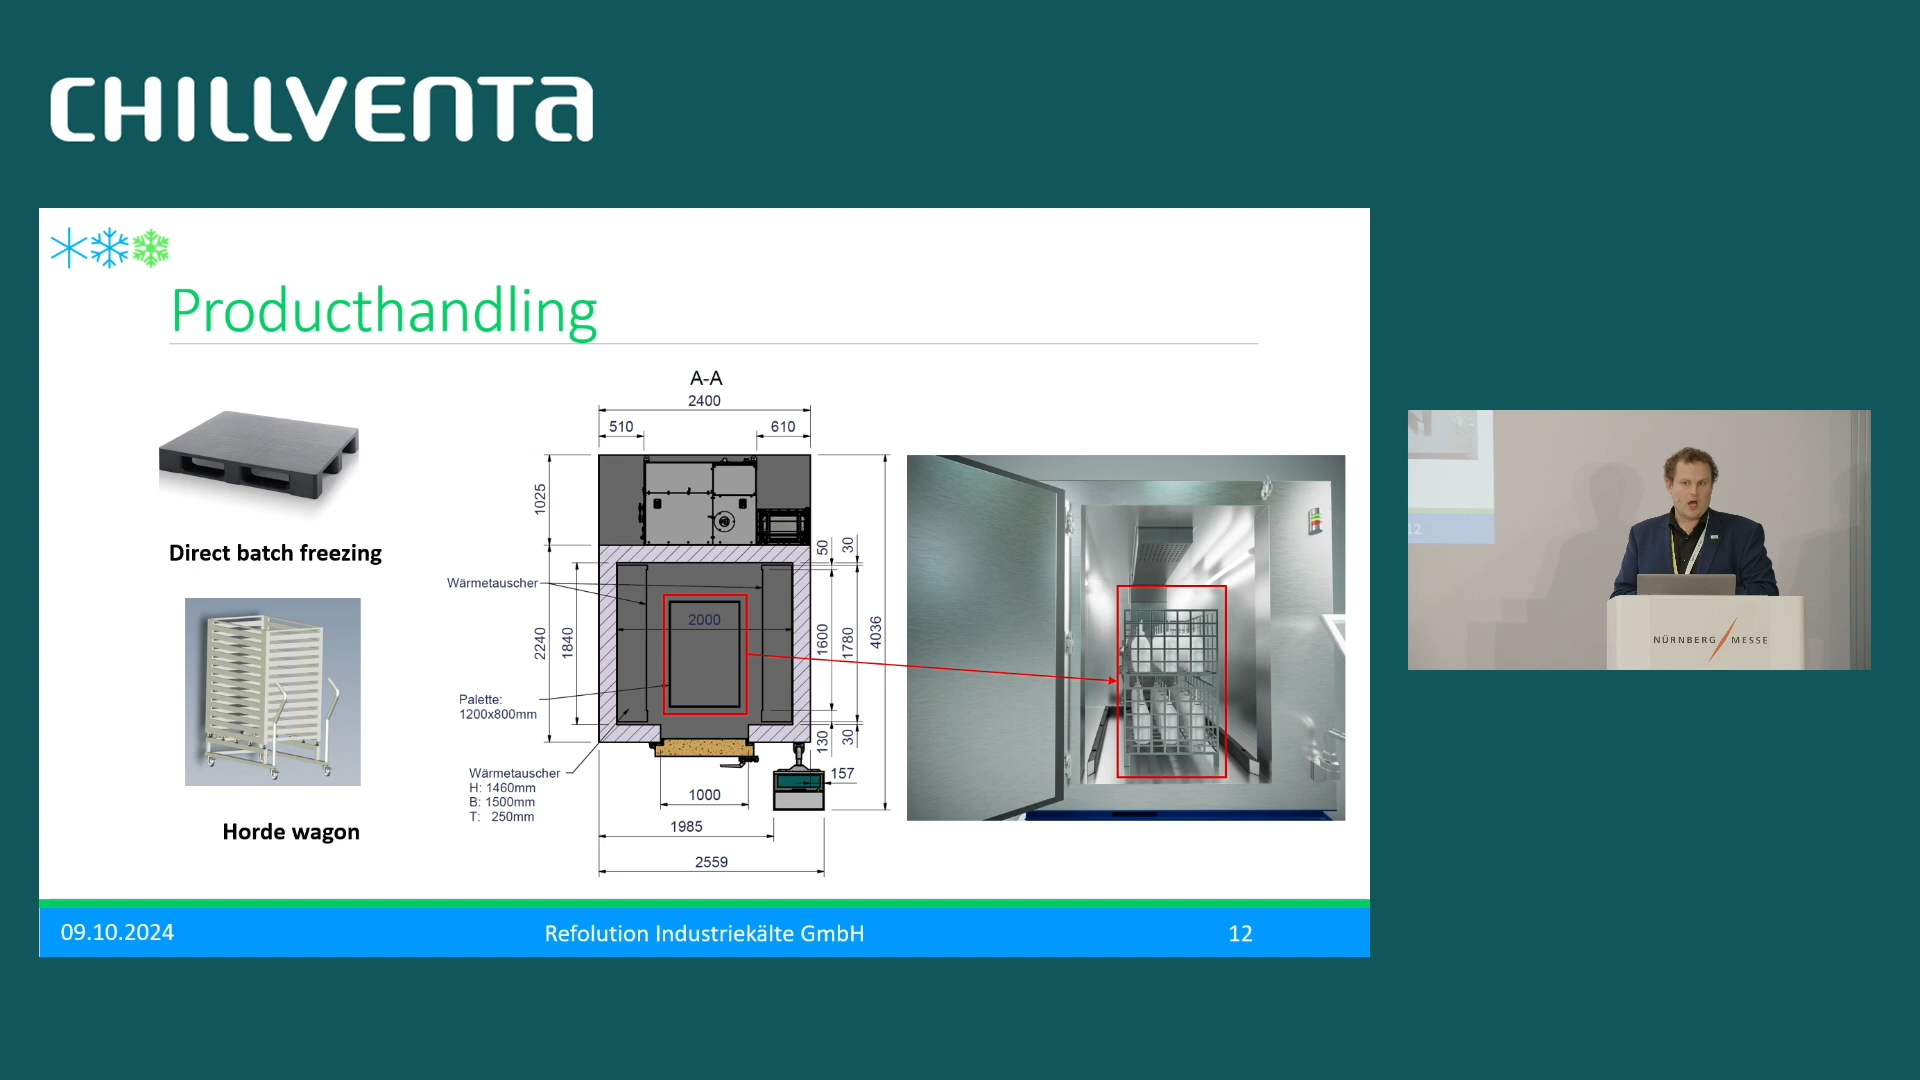 CHILLVENTA
Producthandling
A-A
2400
510
610
1025
50
30
Wärmetauscher
2000
2240
1840
1600
1780
4036
Palette:
1200x800mm
130
30
Wärmetauscher
H: 1460mm
B: 1500mm
T: 250mm
157
1000
1985
2559
Direct batch freezing
Horde wagon
09.10.2024
Refolution Industriekälte GmbH
12
12
NÜRNBERG MESSE